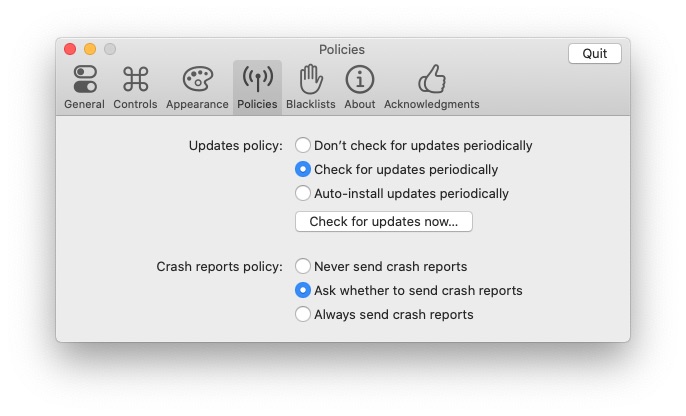 Policies
Quit
General Controls Appearance Policies Blacklists About Acknowledgments
Updates policy: Don't check for updates periodically
Check for updates periodically
Auto-install updates periodically
Check for updates now...
Crash reports policy: Never send crash reports
Ask whether to send crash reports
Always send crash reports